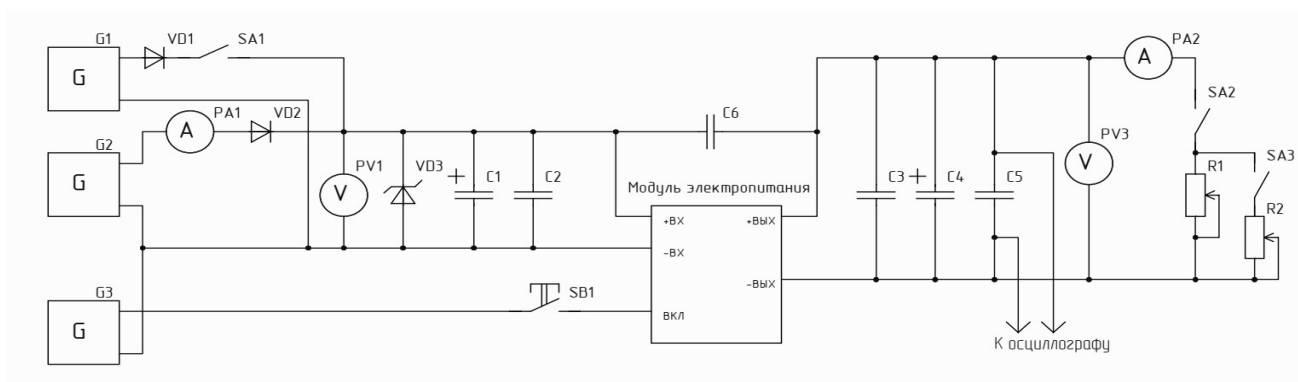 G1 VD1 SA1
G
PA2
A
SA2
PA1 VD2
A
C6
G2
G
PV1
V
VD3
+ C1
C2
C3
+ C4
C5
PV3
V
R1
SA3
R2
Модуль электропитания
+ВХ
+ВЫХ
-ВХ
-ВЫХ
ВКЛ
G3
G
SB1
К осциллографу